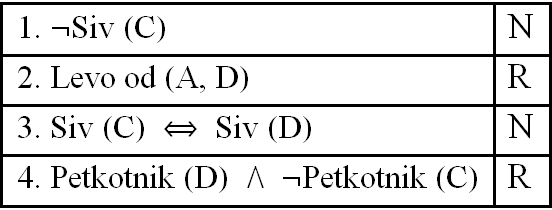 1. ¬Siv (C) N
2. Levo od (A, D) R
3. Siv (C) ⇔ Siv (D) N
4. Petkotnik (D) ∧ ¬Petkotnik (C) R